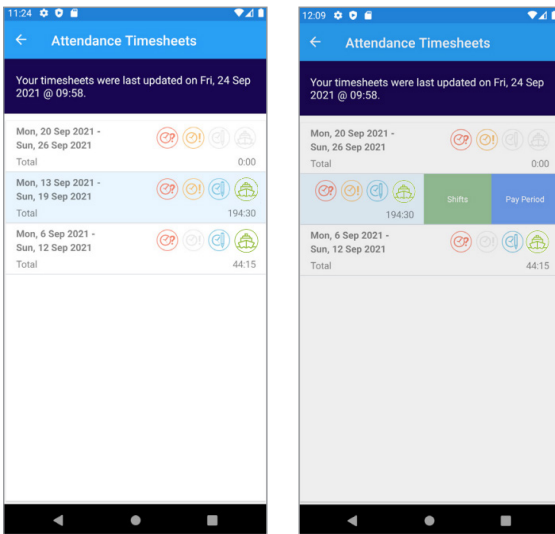 11:24
Attendance Timesheets
Your timesheets were last updated on Fri, 24 Sep
2021 @ 09:58.
Mon, 20 Sep 2021 -
Sun, 26 Sep 2021
Total 0:00
Mon, 13 Sep 2021 -
Sun, 19 Sep 2021
Total 194:30
Mon, 6 Sep 2021 -
Sun, 12 Sep 2021
Total 44:15
12:09
Attendance Timesheets
Your timesheets were last updated on Fri, 24 Sep
2021 @ 09:58.
Mon, 20 Sep 2021 -
Sun, 26 Sep 2021
Total 0:00
194:30 Shifts Pay Period
Mon, 6 Sep 2021 -
Sun, 12 Sep 2021
Total 44:15